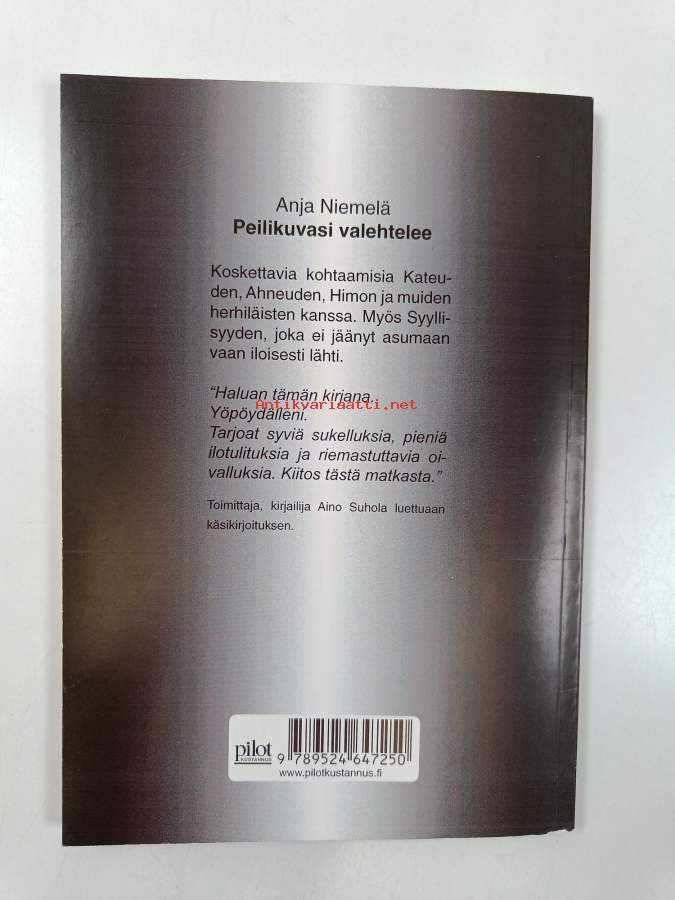 Anja Niemelä
Peilikuvasi valehtelee
Koskettavia kohtaamisia Kateu-
den, Ahneuden, Himon ja muiden
herhiläisten kanssa. Myös Syylli-
syyden, joka ei jäänyt asumaan
vaan iloisesti lähti.
“Haluan tämän kirjana.
Antikvariaatti.net
Yöpöydälleni.
Tarjoat syviä sukelluksia, pieniä
ilotulituksia ja riemastuttavia oi-
valluksia. Kiitos tästä matkasta.”
Toimittaja, kirjailija Aino Suhola luettuaan
käsikirjoituksen.
pilot
KUSTANNUS
9 789524 647250
www.pilotkustannus.fi